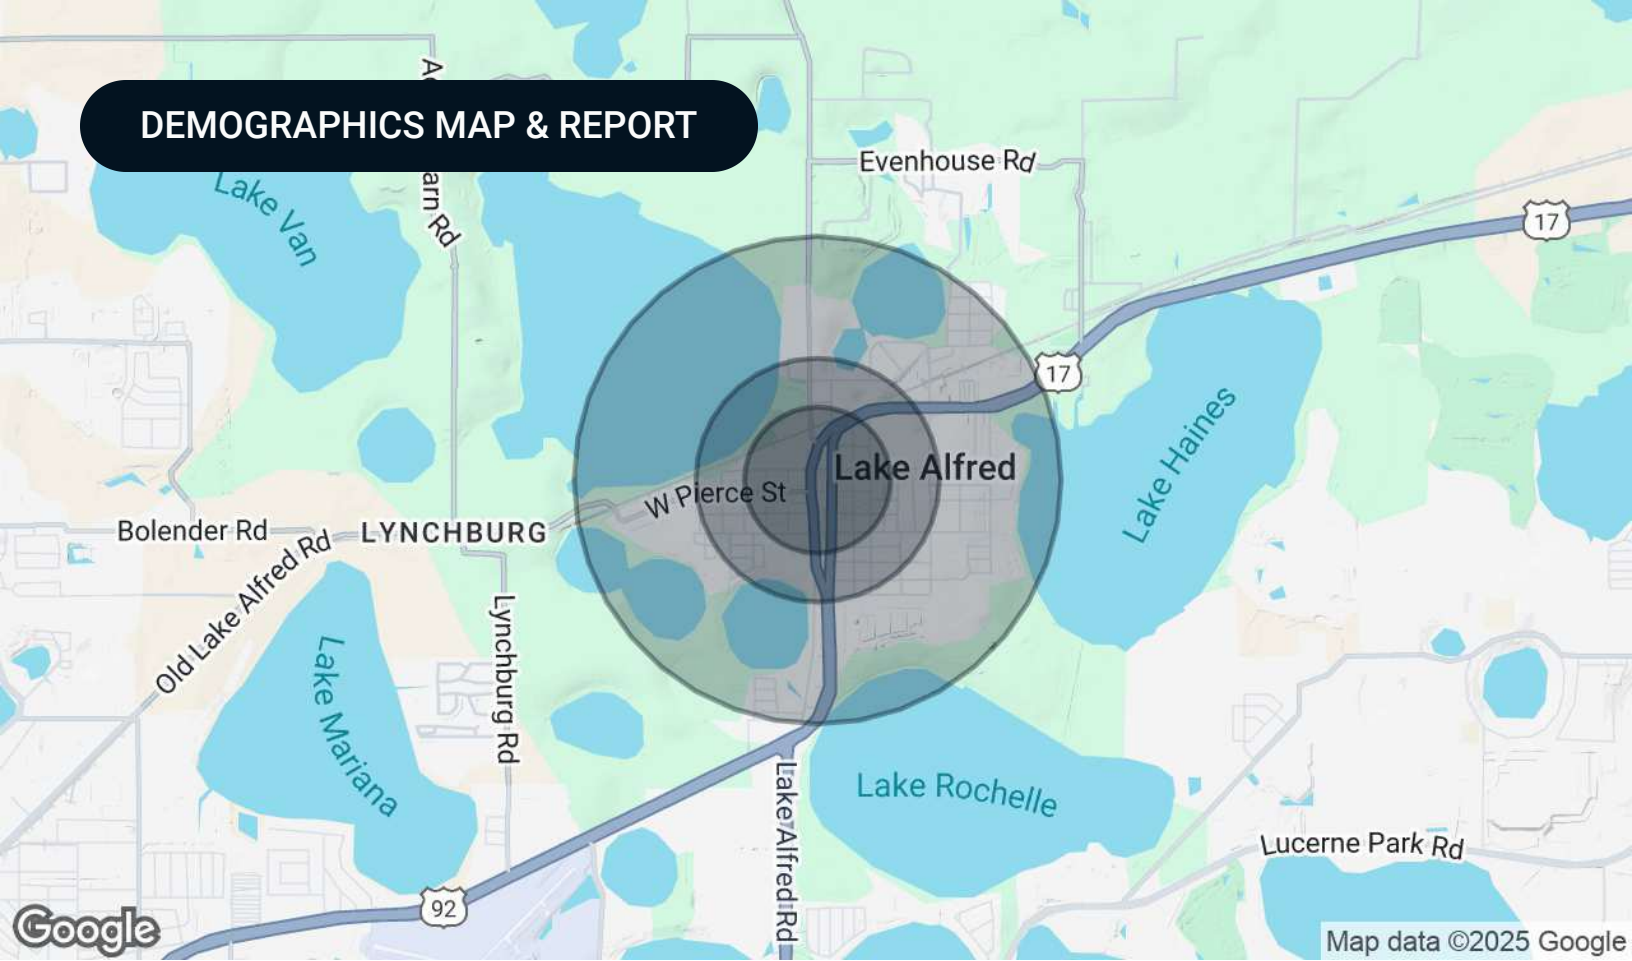 DEMOGRAPHICS MAP & REPORT
Evenhouse Rd
Lake Van
17
17
Lake Haines
Lake Alfred
W Pierce St
Bolender Rd
LYNCHBURG
Old Lake Alfred Rd
Lynchburg Rd
Lake Mariana
Lake Rochelle
Lake Alfred Rd
Lucerne Park Rd
92
Google
Map data ©2025 Google